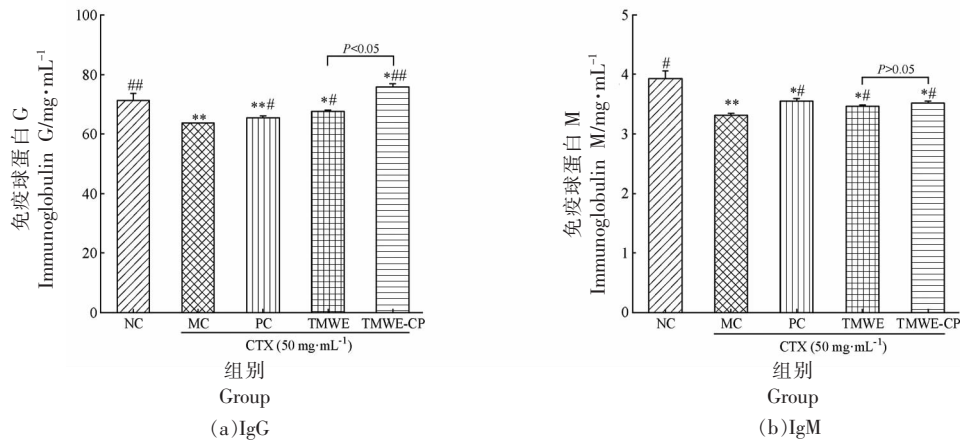 免疫球蛋白 G
Immunoglobulin G/mg·mL⁻¹
100
80
60
40
20
0
##
**
**#
*#
*##
P<0.05
NC
MC
PC
TMWE
TMWE-CP
CTX (50 mg·mL⁻¹)
组别
Group
(a)IgG
免疫球蛋白 M
Immunoglobulin M/mg·mL⁻¹
5
4
3
2
1
0
#
**
*#
*#
*#
P>0.05
NC
MC
PC
TMWE
TMWE-CP
CTX (50 mg·mL⁻¹)
组别
Group
(b)IgM